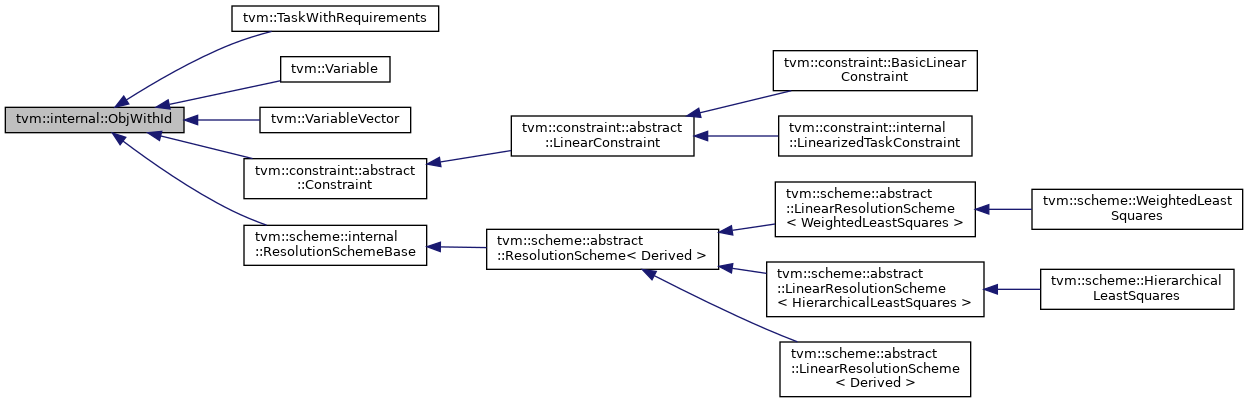 tvm::internal::ObjWithId
tvm::TaskWithRequirements
tvm::Variable
tvm::VariableVector
tvm::constraint::abstract
::Constraint
tvm::scheme::internal
::ResolutionSchemeBase
tvm::constraint::abstract
::LinearConstraint
tvm::scheme::abstract
::ResolutionScheme< Derived >
tvm::constraint::BasicLinear
Constraint
tvm::constraint::internal
::LinearizedTaskConstraint
tvm::scheme::abstract
::LinearResolutionScheme
< WeightedLeastSquares >
tvm::scheme::abstract
::LinearResolutionScheme
< HierarchicalLeastSquares >
tvm::scheme::abstract
::LinearResolutionScheme
< Derived >
tvm::scheme::WeightedLeast
Squares
tvm::scheme::Hierarchical
LeastSquares